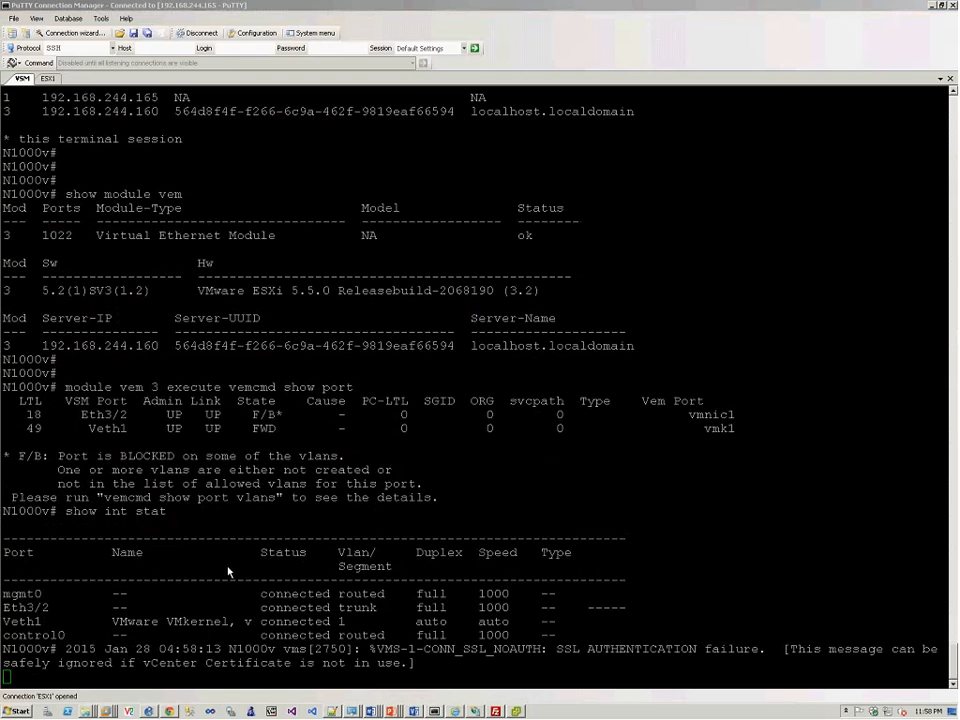 PuTTY Connection Manager - Connected to [192.168.244.165 - PuTTY]
File View Database Tools Help
Connection wizard... Disconnect Configuration System menu
Protocol SSH Host Login Password Session Default Settings
Command Disabled until all listening connections are visible
VSM ESX1
1 192.168.244.165 NA NA
3 192.168.244.160 564d8f4f-f266-6c9a-462f-9819eaf66594 localhost.localdomain
* this terminal session
N1000v#
N1000v#
N1000v#
N1000v# show module vem
Mod Ports Module-Type Model Status
--- ----- ----------------------------------- ------------------ ----------
3 1022 Virtual Ethernet Module NA ok
Mod Sw Hw
--- ------------------ ------------------------------------------------
3 5.2(1)SV3(1.2) VMware ESXi 5.5.0 Releasebuild-2068190 (3.2)
Mod Server-IP Server-UUID Server-Name
--- --------------- ------------------------------------ --------------------
3 192.168.244.160 564d8f4f-f266-6c9a-462f-9819eaf66594 localhost.localdomain
N1000v#
N1000v#
N1000v# module vem 3 execute vemcmd show port
LTL VSM Port Admin Link State Cause PC-LTL SGID ORG svcpath Type Vem Port
18 Eth3/2 UP UP F/B* - 0 0 0 vmnic1
49 Veth1 UP UP FWD - 0 0 0 vmk1
* F/B: Port is BLOCKED on some of the vlans.
One or more vlans are either not created or
not in the list of allowed vlans for this port.
Please run "vemcmd show port vlans" to see the details.
N1000v# show int stat
--------------------------------------------------------------------------------
Port Name Status Vlan/ Duplex Speed Type
Segment
--------------------------------------------------------------------------------
mgmt0 -- connected routed full 1000 --
Eth3/2 -- connected trunk full 1000 -- -----
Veth1 VMware VMkernel, v connected 1 auto auto --
control0 -- connected routed full 1000 --
N1000v# 2015 Jan 28 04:58:13 N1000v vms[2750]: %VMS-1-CONN_SSL_NOAUTH: SSL AUTHENTICATION failure. [This message can be
safely ignored if vCenter Certificate is not in use.]
Connection 'ESX1' opened
Start 11:58 PM